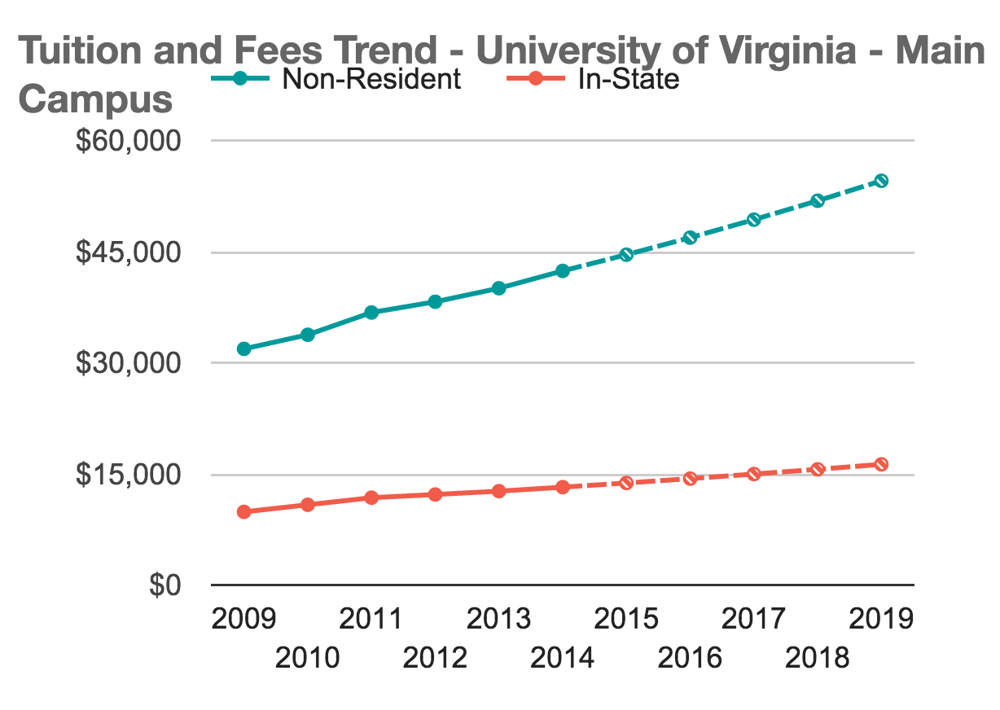 Tuition and Fees Trend - University of Virginia - Main
Campus
Non-Resident In-State
$60,000
$45,000
$30,000
$15,000
$0
2009 2011 2013 2015 2017 2019
2010 2012 2014 2016 2018